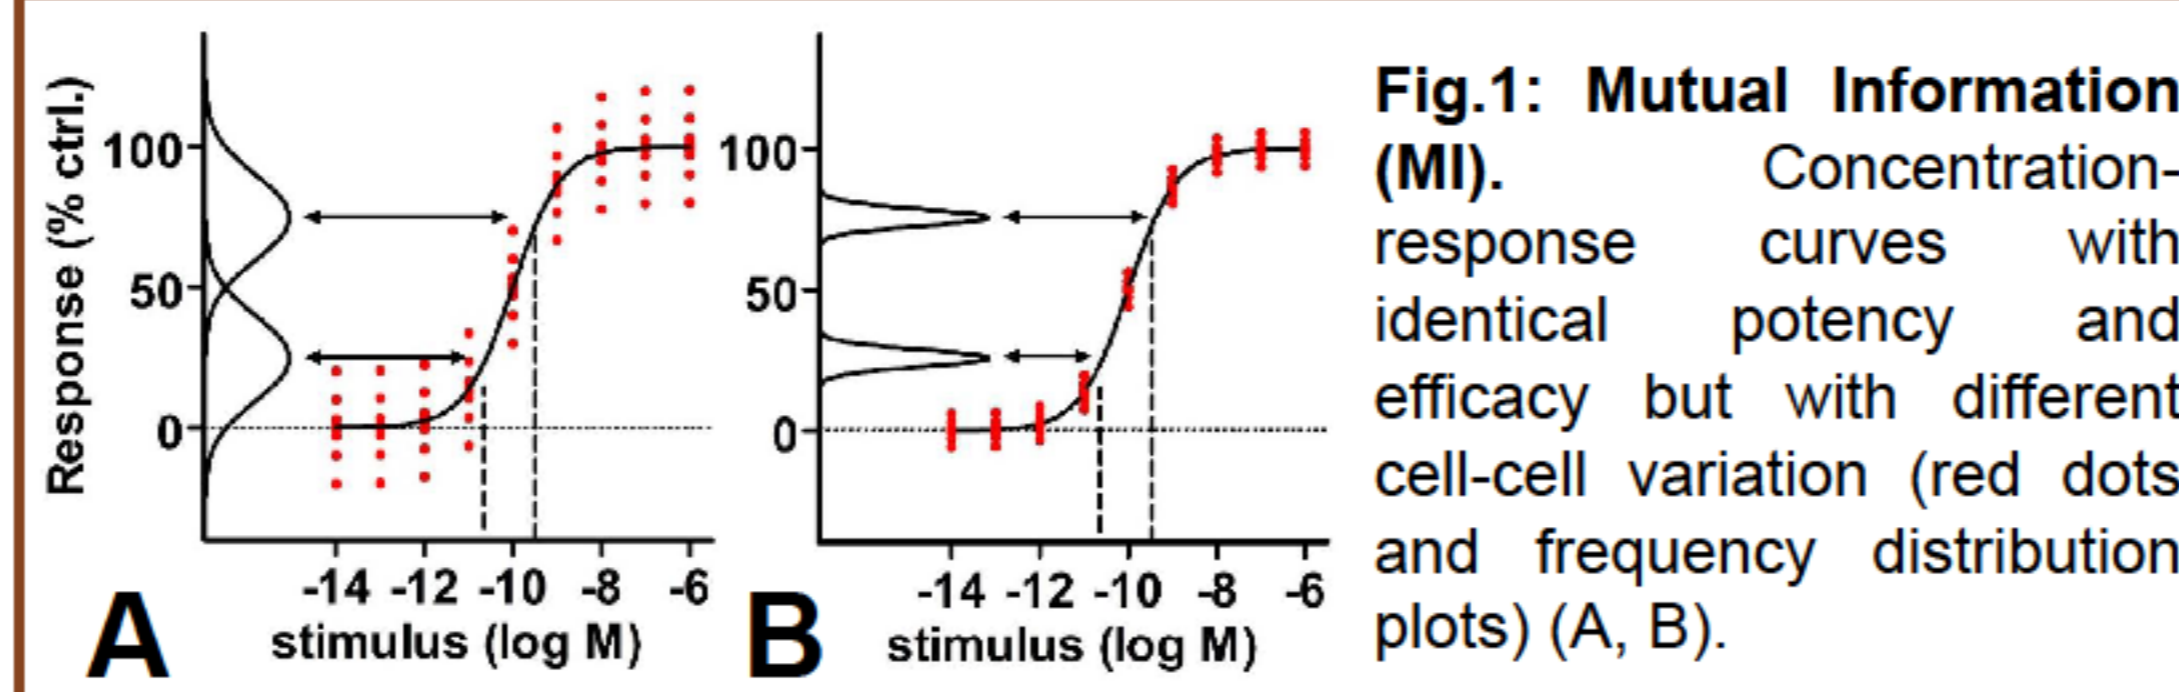 Response (% ctrl.)
100
50
0
-14 -12 -10 -8 -6
stimulus (log M)
A
100
50
0
-14 -12 -10 -8 -6
stimulus (log M)
B
Fig.1: Mutual Information
(MI). Concentration-
response curves with
identical potency and
efficacy but with different
cell-cell variation (red dots
and frequency distribution
plots) (A, B).